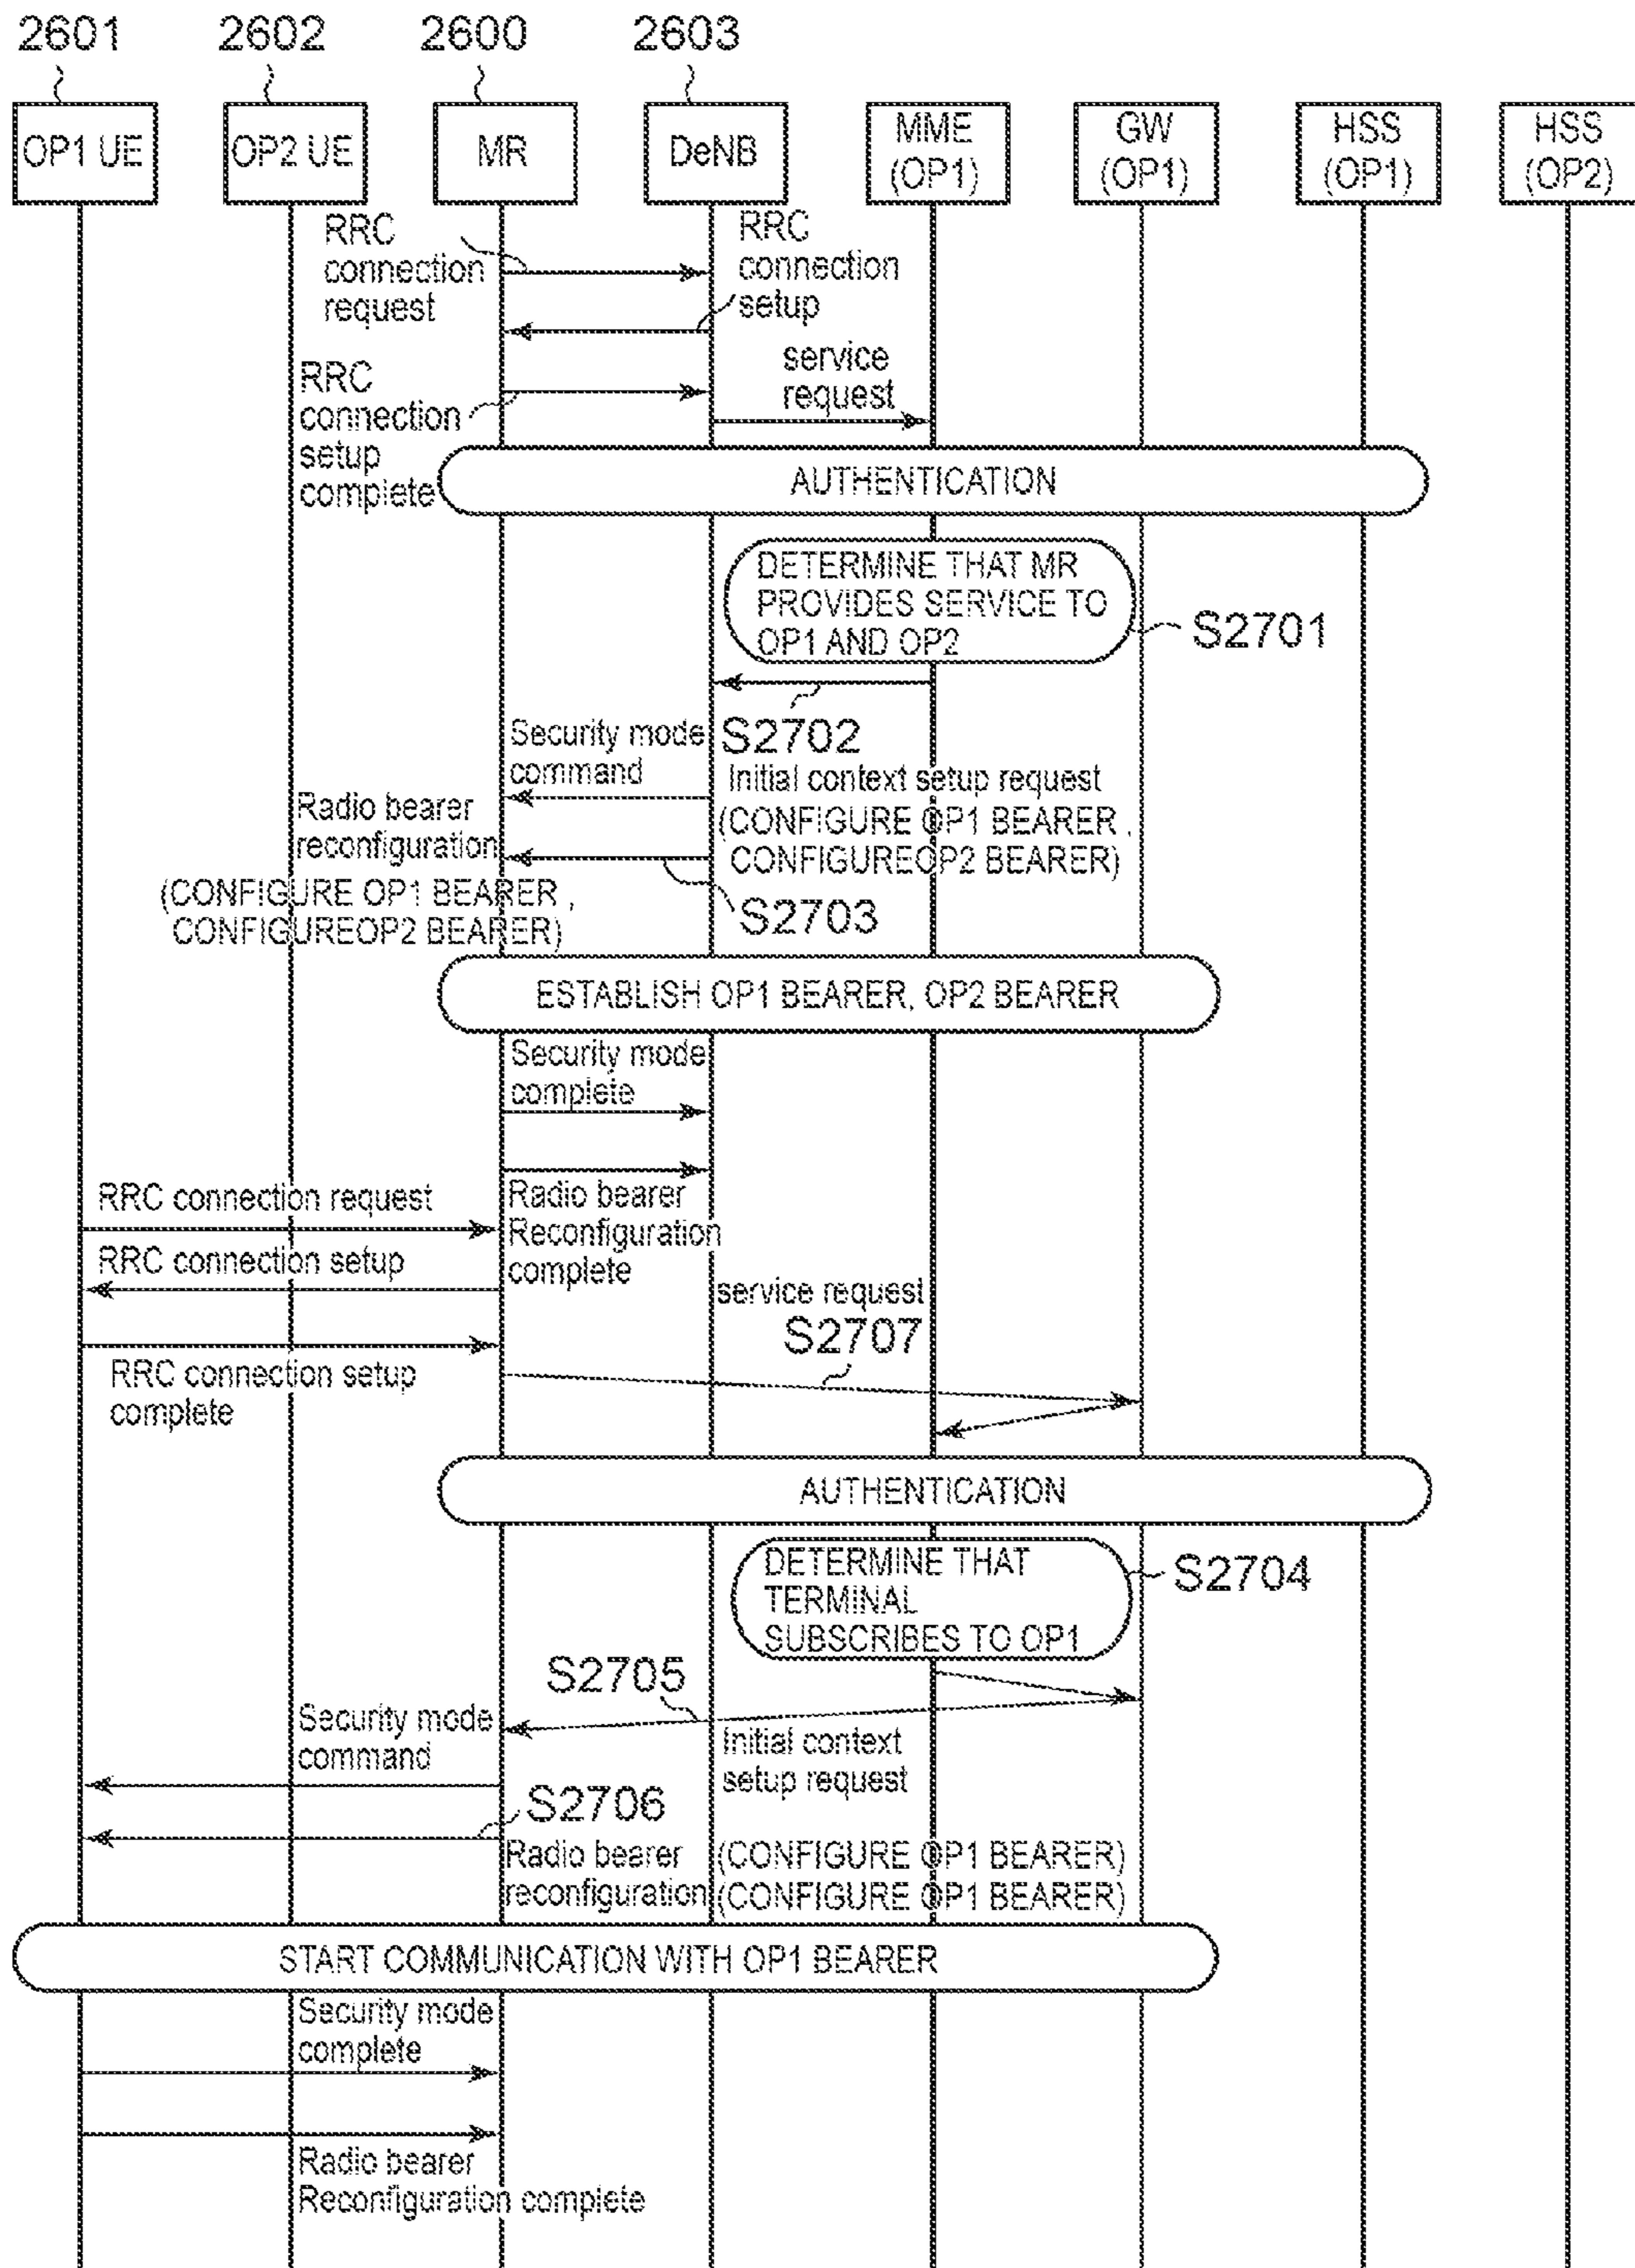 2601 2602 2600 2603
OP1 UE
OP2 UE
MR
DeNB
MME
(OP1)
GW
(OP1)
HSS
(OP1)
HSS
(OP2)
RRC
connection
request
RRC
connection
setup
RRC
connection
setup
complete
service
request
AUTHENTICATION
DETERMINE THAT MR
PROVIDES SERVICE TO
OP1 AND OP2
S2701
S2702
Security mode
command
Initial context setup request
(CONFIGURE OP1 BEARER ,
CONFIGUREOP2 BEARER)
Radio bearer
reconfiguration
(CONFIGURE OP1 BEARER ,
CONFIGUREOP2 BEARER)
S2703
ESTABLISH OP1 BEARER, OP2 BEARER
Security mode
complete
Radio bearer
Reconfiguration
complete
RRC connection request
RRC connection setup
RRC connection setup
complete
service request
S2707
AUTHENTICATION
DETERMINE THAT
TERMINAL
SUBSCRIBES TO OP1
S2704
S2705
Initial context
setup request
Security mode
command
S2706
Radio bearer
reconfiguration
(CONFIGURE OP1 BEARER)
(CONFIGURE OP1 BEARER)
START COMMUNICATION WITH OP1 BEARER
Security mode
complete
Radio bearer
Reconfiguration complete